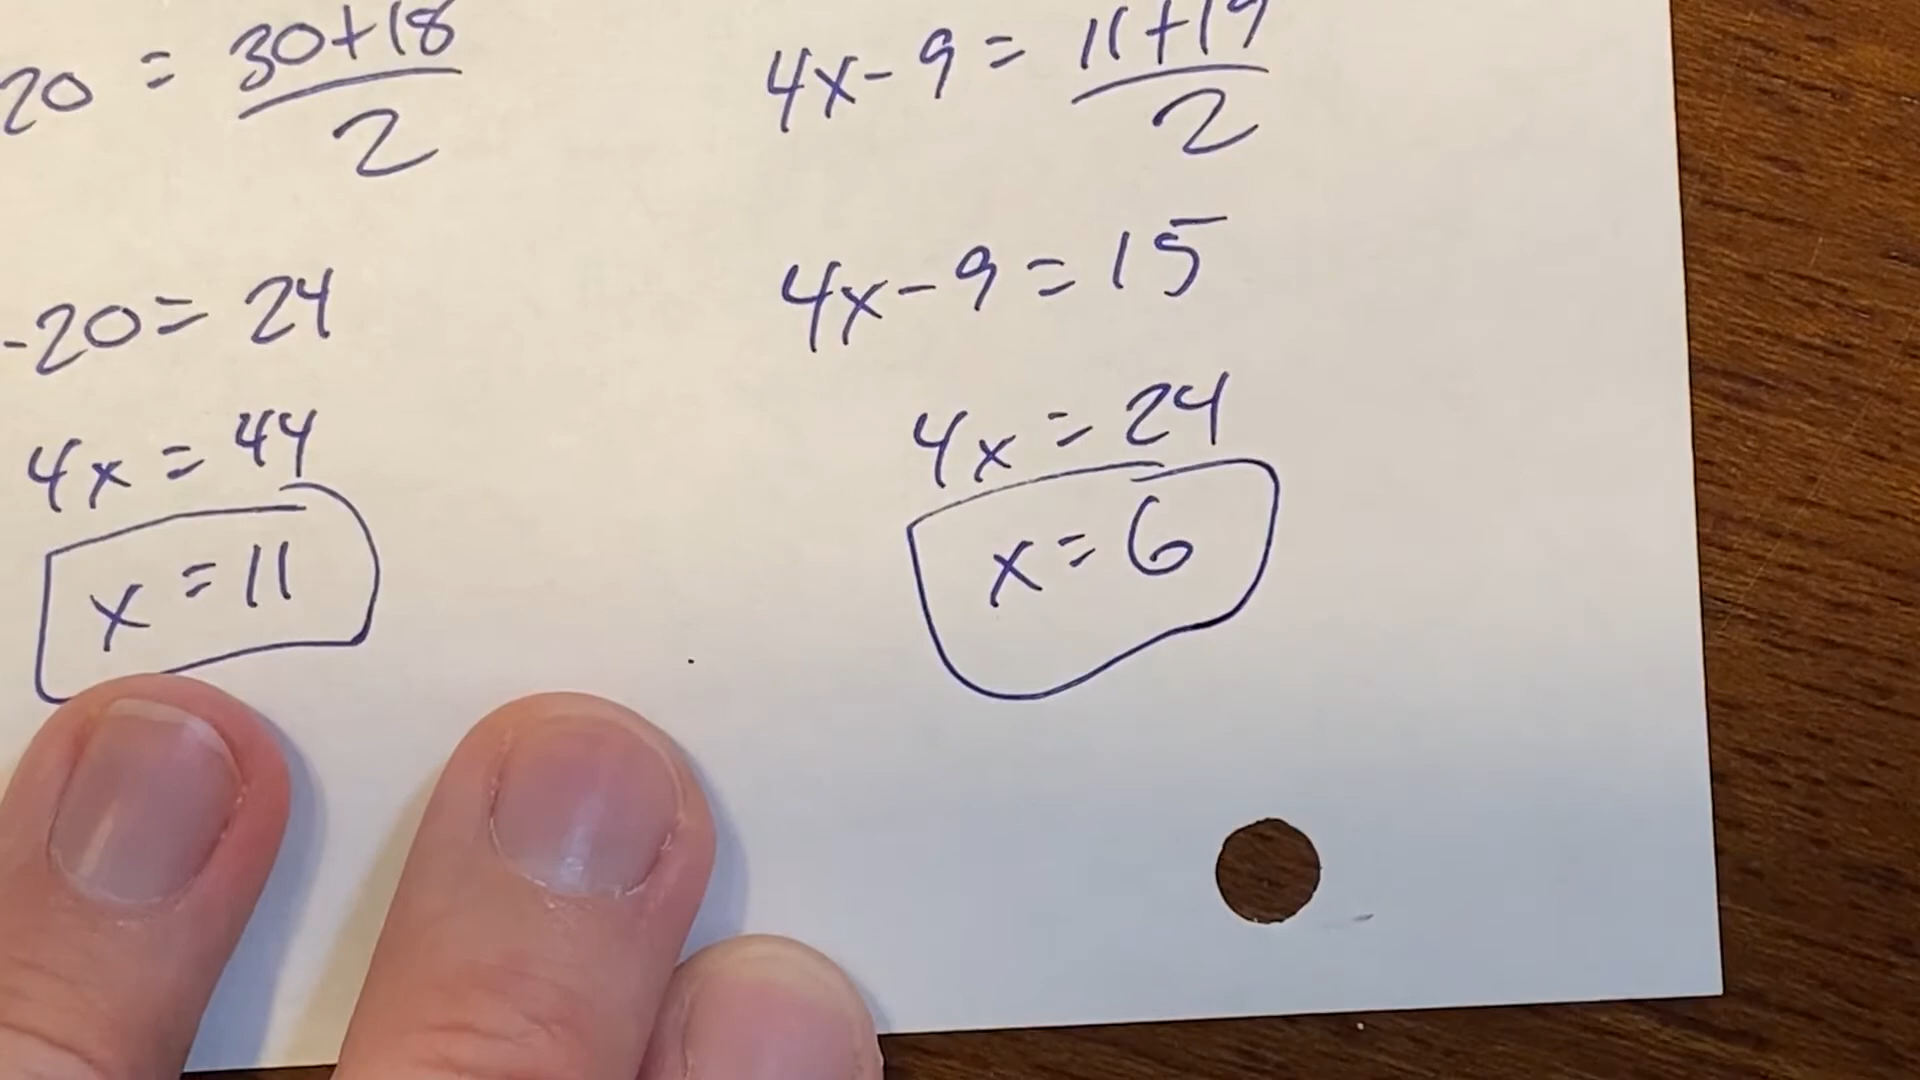 20 = 30+18
2
-20 = 24
4x = 44
x = 11
4x - 9 = 11+19
2
4x - 9 = 15
4x = 24
x = 6